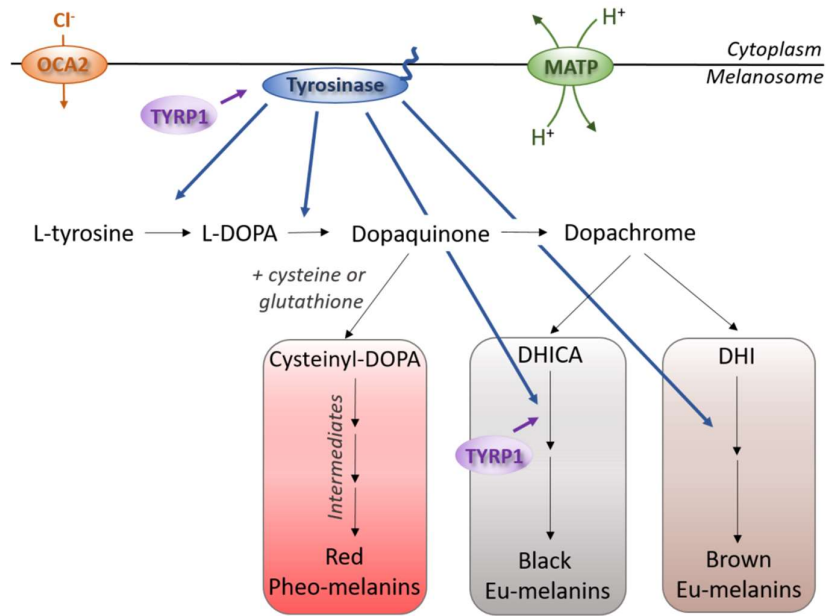 Cl-
H+
OCA2
MATP
Cytoplasm
Melanosome
Tyrosinase
TYRP1
H+
L-tyrosine
L-DOPA
Dopaquinone
Dopachrome
+ cysteine or
glutathione
Cysteinyl-DOPA
DHICA
DHI
Intermediates
TYRP1
Red
Pheo-melanins
Black
Eu-melanins
Brown
Eu-melanins